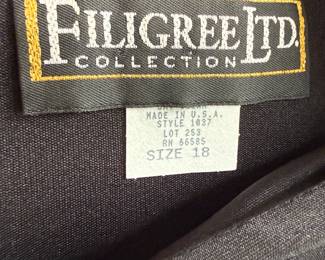 FILIGREE LTD.
COLLECTION
MADE IN U.S.A.
STYLE 1037
LOT 253
RN 66585
SIZE 18